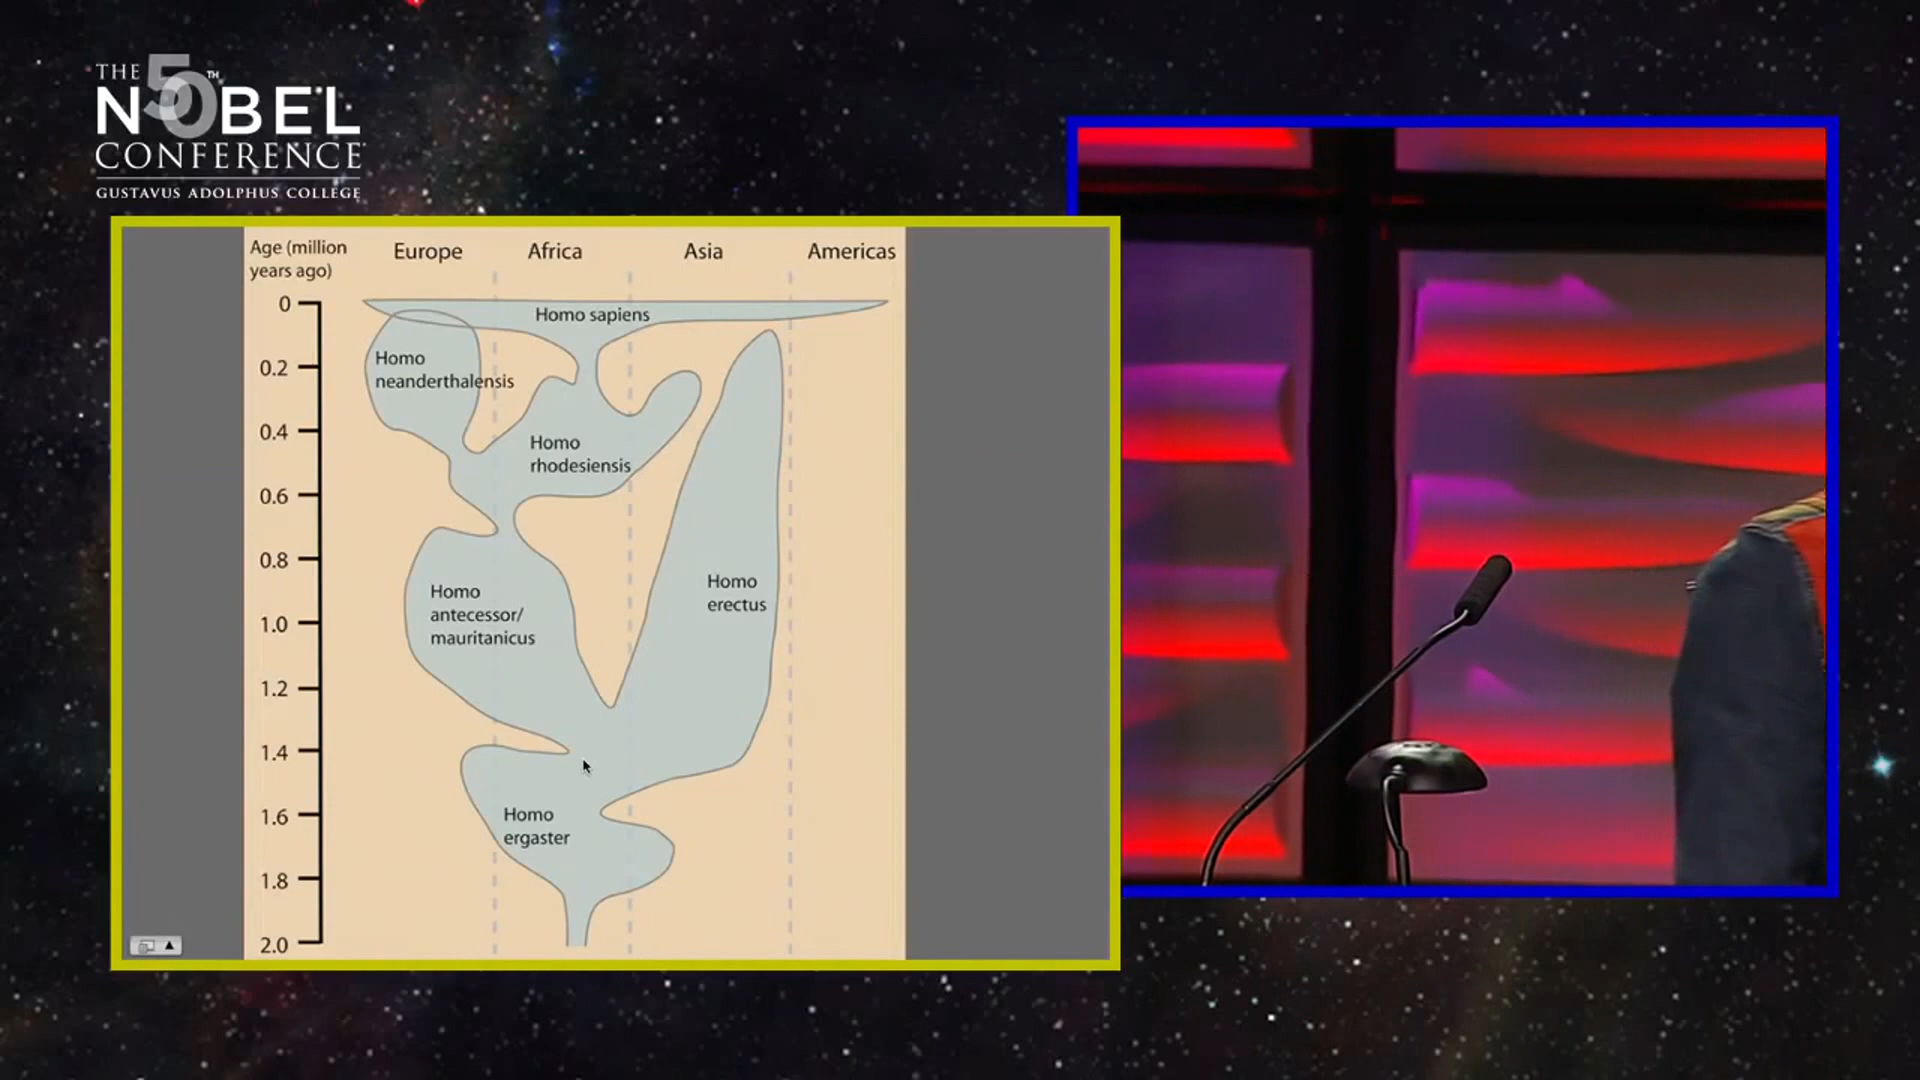 THE 50TH
NOBEL
CONFERENCE
GUSTAVUS ADOLPHUS COLLEGE
Age (million
years ago)
Europe
Africa
Asia
Americas
0
0.2
0.4
0.6
0.8
1.0
1.2
1.4
1.6
1.8
2.0
Homo sapiens
Homo
neanderthalensis
Homo
rhodesiensis
Homo
antecessor/
mauritanicus
Homo
erectus
Homo
ergaster